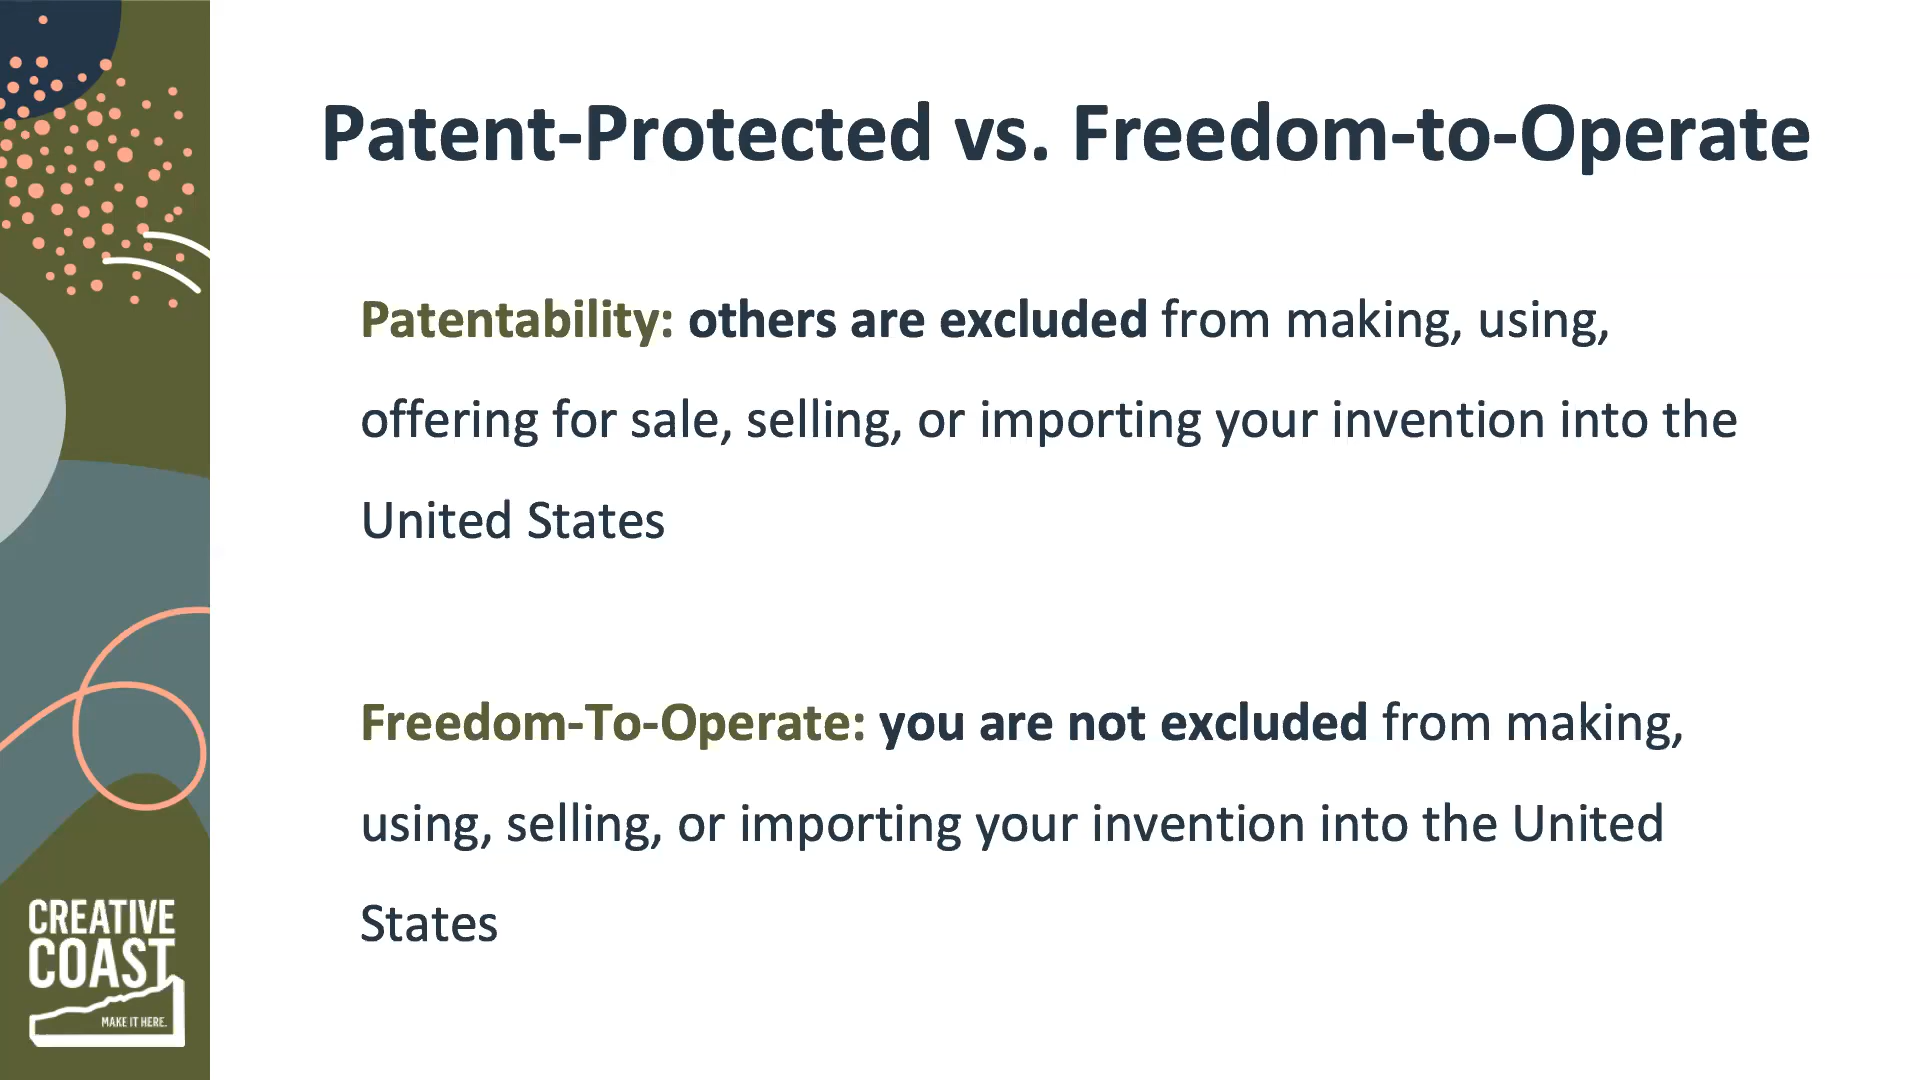 Patent-Protected vs. Freedom-to-Operate
Patentability: others are excluded from making, using,
offering for sale, selling, or importing your invention into the
United States
Freedom-To-Operate: you are not excluded from making,
using, selling, or importing your invention into the United
States
CREATIVE
COAST
MAKE IT HERE.